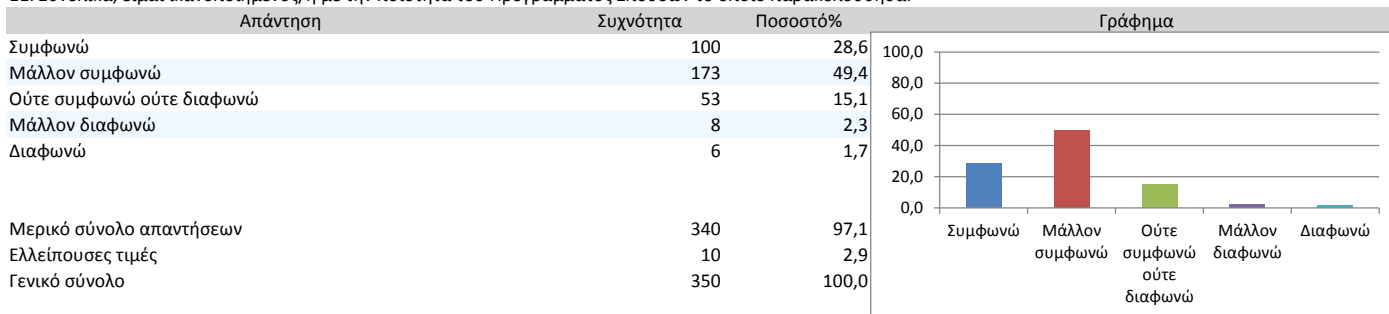 Απάντηση Συχνότητα Ποσοστό% Γράφημα
Συμφωνώ 100 28,6
Μάλλον συμφωνώ 173 49,4
Ούτε συμφωνώ ούτε διαφωνώ 53 15,1
Μάλλον διαφωνώ 8 2,3
Διαφωνώ 6 1,7
Μερικό σύνολο απαντήσεων 340 97,1
Ελλείπουσες τιμές 10 2,9
Γενικό σύνολο 350 100,0
100,0
80,0
60,0
40,0
20,0
0,0
Συμφωνώ Μάλλον Ούτε Μάλλον Διαφωνώ
συμφωνώ συμφωνώ διαφωνώ
ούτε
διαφωνώ